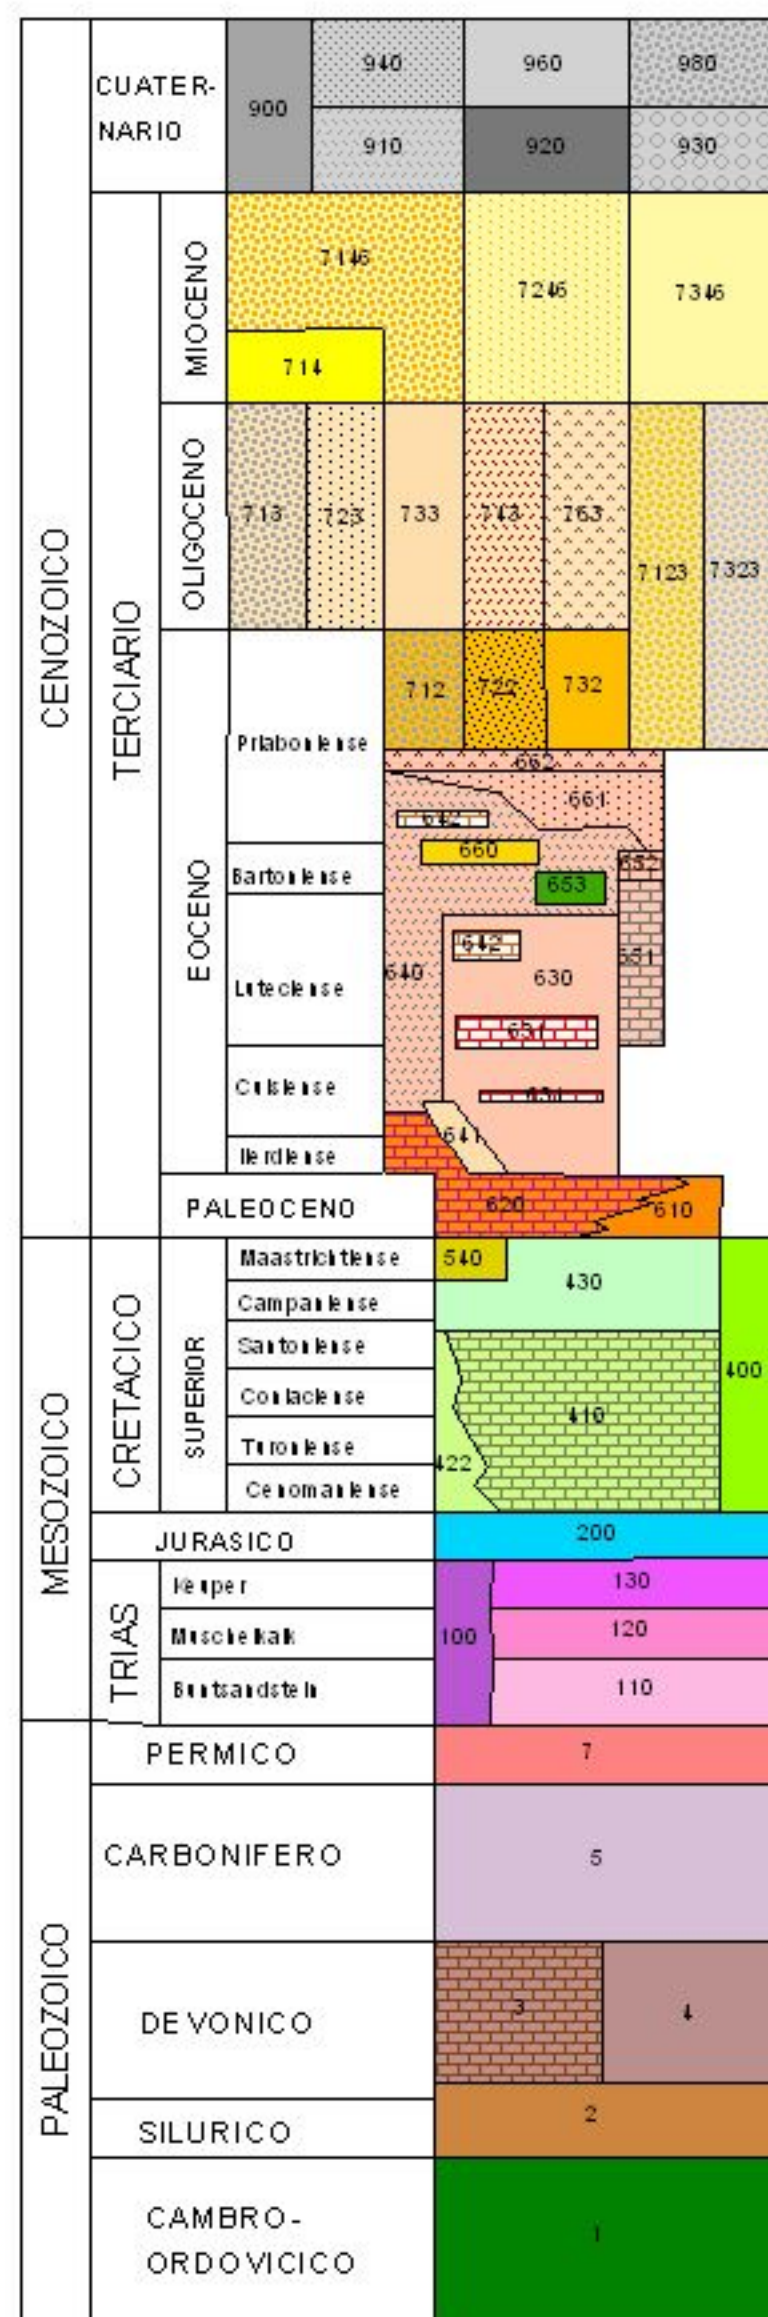 CENOZOICO
CUATER-
NARIO
900
940
960
980
910
920
930
TERCIARIO
MIOCENO
7146
7246
7346
714
OLIGOCENO
713
723
733
743
763
7123
7323
EOCENO
Priaboniense
712
722
732
662
661
642
660
652
Bartoniense
653
Luteciense
640
642
630
651
631
Cuisiense
631
Ilerdiense
641
PALEOCENO
620
610
MESOZOICO
CRETACICO
SUPERIOR
Maastrichtiense
540
430
Campaniense
Santoniense
400
Coniaciense
410
Turoniense
422
Cenomaniense
JURASICO
200
TRIAS
Keuper
130
Muschelkalk
100
120
Buntsandstein
110
PALEOZOICO
PERMICO
7
CARBONIFERO
5
DEVONICO
3
4
SILURICO
2
CAMBRO-
ORDOVICICO
1